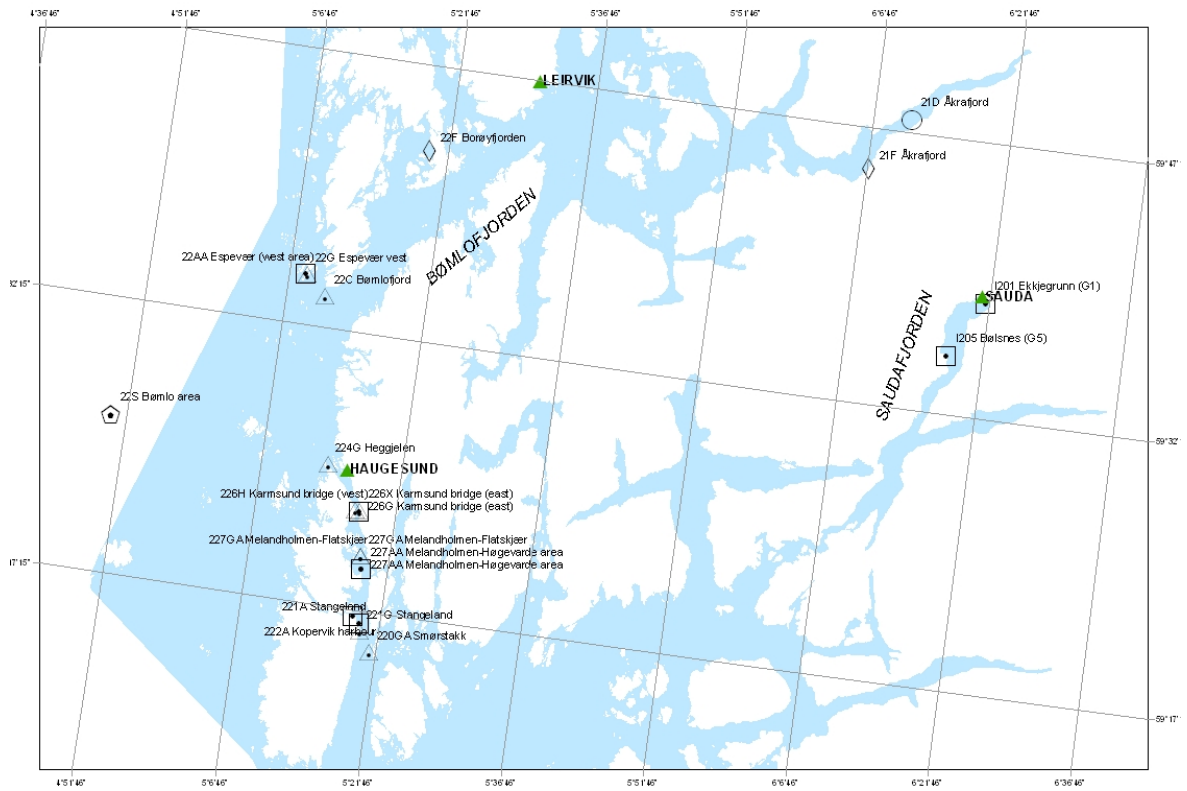 4°36'46" 4°51'46" 5°6'46" 5°21'46" 5°36'46" 5°51'46" 6°6'46" 6°21'46"
LEIRVIK
21D Åkrafjord
22F Borøyfjorden
21F Åkrafjord
59°47'
BØMLOFJORDEN
22AA Espevær (west area) 22G Espevær vest
22C Bømlofjord
I201 Ekkjegrunn (G1)
32'15"
SAUDA
SAUDAFJORDEN
I205 Bølsnes (G5)
22S Bømlo area
59°32'
224G Heggjelen
HAUGESUND
226H Karmsund bridge (west) 226X Karmsund bridge (east)
226G Karmsund bridge (east)
227GA Melandholmen-Flatskjær 227GA Melandholmen-Flatskjær
227AA Melandholmen-Høgevarde area
227AA Melandholmen-Høgevarde area
17'15"
221A Stangeland
221G Stangeland
222A Kopervik harbour
220GA Smørstakk
59°17'
4°51'46" 5°6'46" 5°21'46" 5°36'46" 5°51'46" 6°6'46" 6°21'46" 6°36'46"